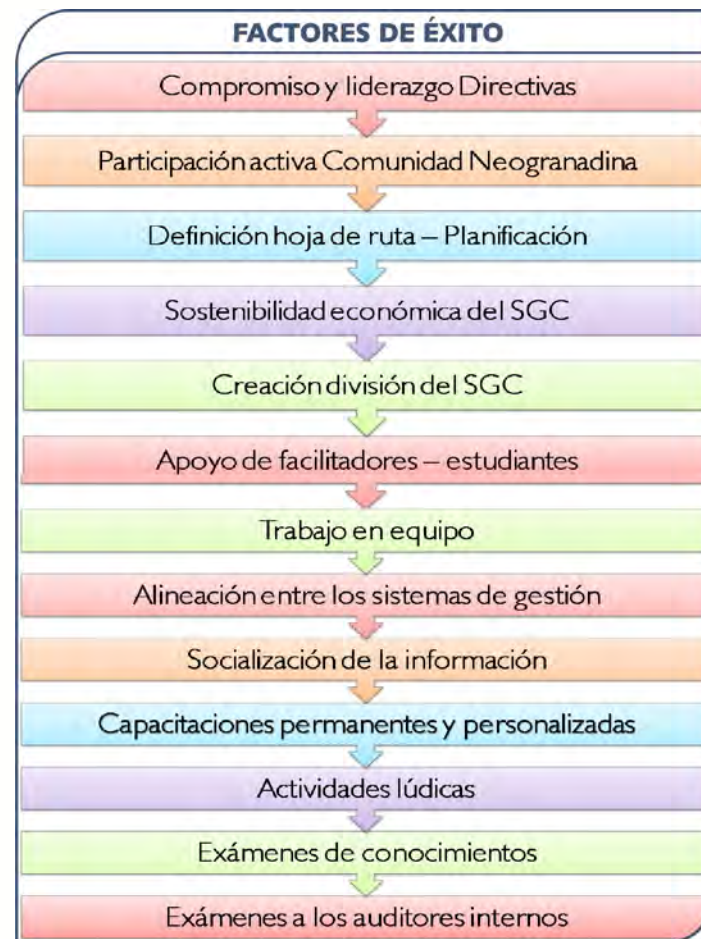 FACTORES DE ÉXITO
Compromiso y liderazgo Directivas
Participación activa Comunidad Neogranadina
Definición hoja de ruta – Planificación
Sostenibilidad económica del SGC
Creación división del SGC
Apoyo de facilitadores – estudiantes
Trabajo en equipo
Alineación entre los sistemas de gestión
Socialización de la información
Capacitaciones permanentes y personalizadas
Actividades lúdicas
Exámenes de conocimientos
Exámenes a los auditores internos